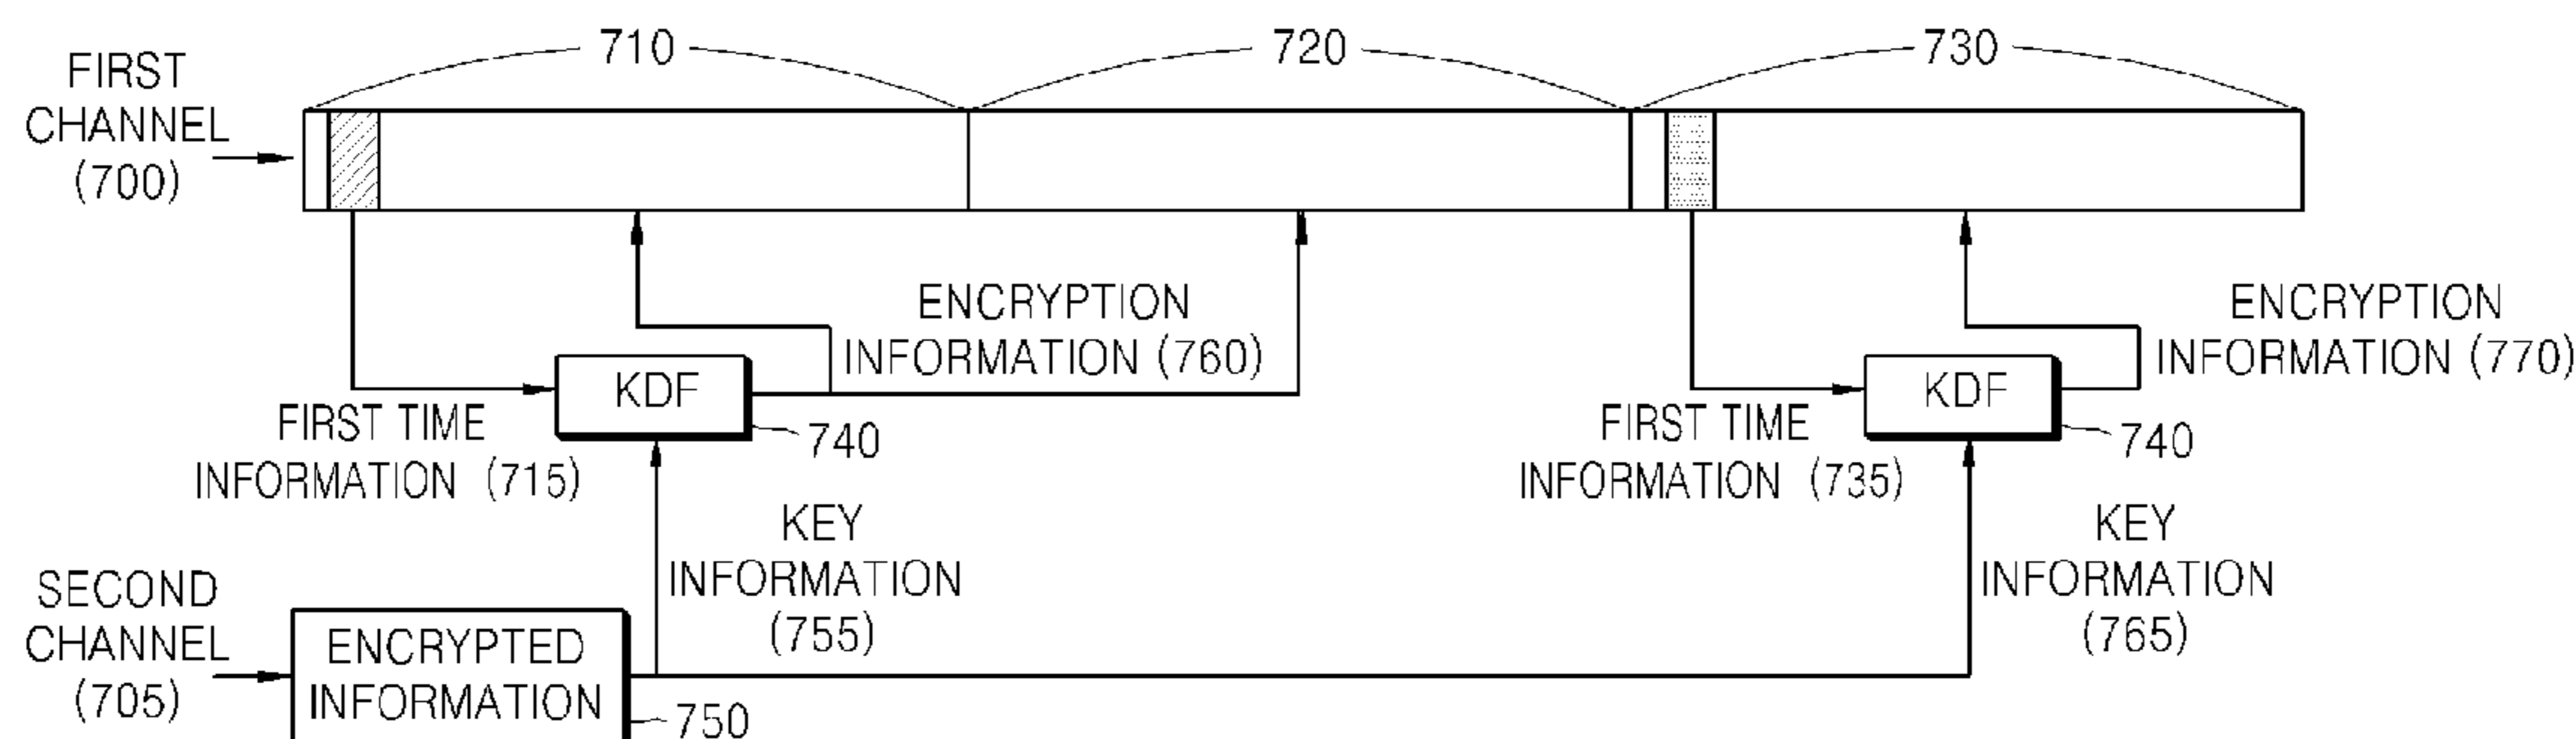 710
720
730
FIRST
CHANNEL
(700)
ENCRYPTION
INFORMATION (760)
ENCRYPTION
INFORMATION (770)
KDF
740
KDF
740
FIRST TIME
INFORMATION (715)
FIRST TIME
INFORMATION (735)
KEY
INFORMATION
(755)
KEY
INFORMATION
(765)
SECOND
CHANNEL
(705)
ENCRYPTED
INFORMATION
750